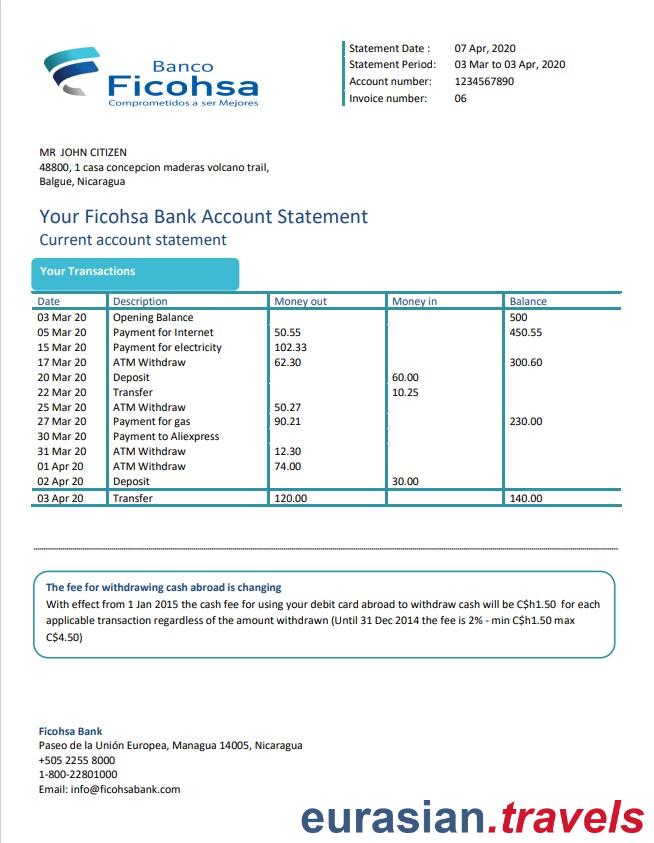 Banco
Ficohsa
Comprometidos a ser Mejores
Statement Date : 07 Apr, 2020
Statement Period: 03 Mar to 03 Apr, 2020
Account number: 1234567890
Invoice number: 06
MR JOHN CITIZEN
48800, 1 casa concepcion maderas volcano trail,
Balgue, Nicaragua
Your Ficohsa Bank Account Statement
Current account statement
Your Transactions
Date Description Money out Money in Balance
03 Mar 20 Opening Balance 500
05 Mar 20 Payment for Internet 50.55 450.55
15 Mar 20 Payment for electricity 102.33
17 Mar 20 ATM Withdraw 62.30 300.60
20 Mar 20 Deposit 60.00
22 Mar 20 Transfer 10.25
25 Mar 20 ATM Withdraw 50.27
27 Mar 20 Payment for gas 90.21 230.00
30 Mar 20 Payment to Aliexpress
31 Mar 20 ATM Withdraw 12.30
01 Apr 20 ATM Withdraw 74.00
02 Apr 20 Deposit 30.00
03 Apr 20 Transfer 120.00 140.00
The fee for withdrawing cash abroad is changing
With effect from 1 Jan 2015 the cash fee for using your debit card abroad to withdraw cash will be C$h1.50 for each
applicable transaction regardless of the amount withdrawn (Until 31 Dec 2014 the fee is 2% - min C$h1.50 max
C$4.50)
Ficohsa Bank
Paseo de la Unión Europea, Managua 14005, Nicaragua
+505 2255 8000
1-800-22801000
Email: info@ficohsabank.com
eurasian.travels